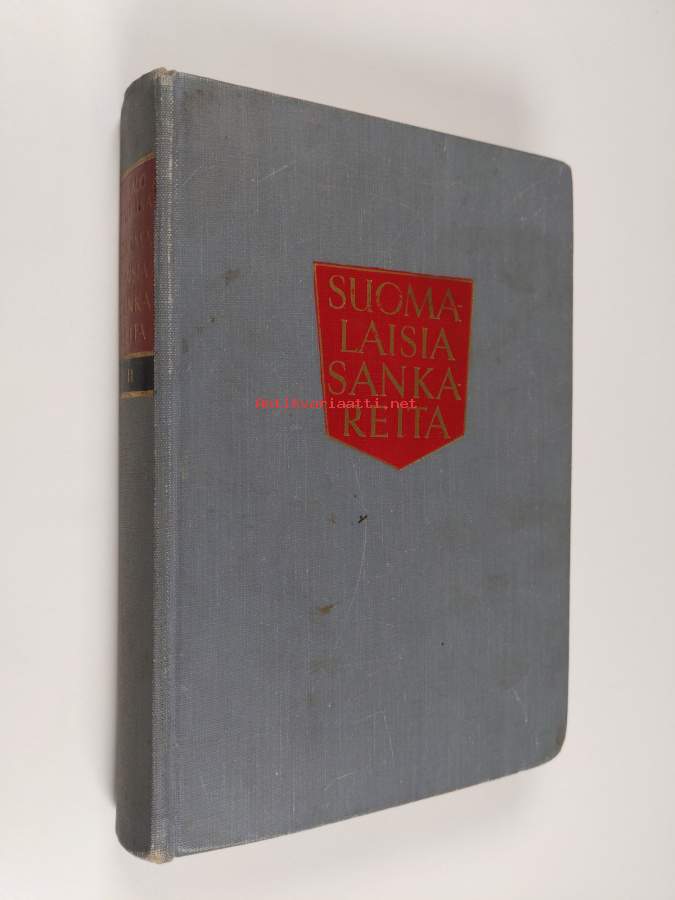 SUOMA-
LAISIA
SANKA-
REITA
antikvariaatti.net
II